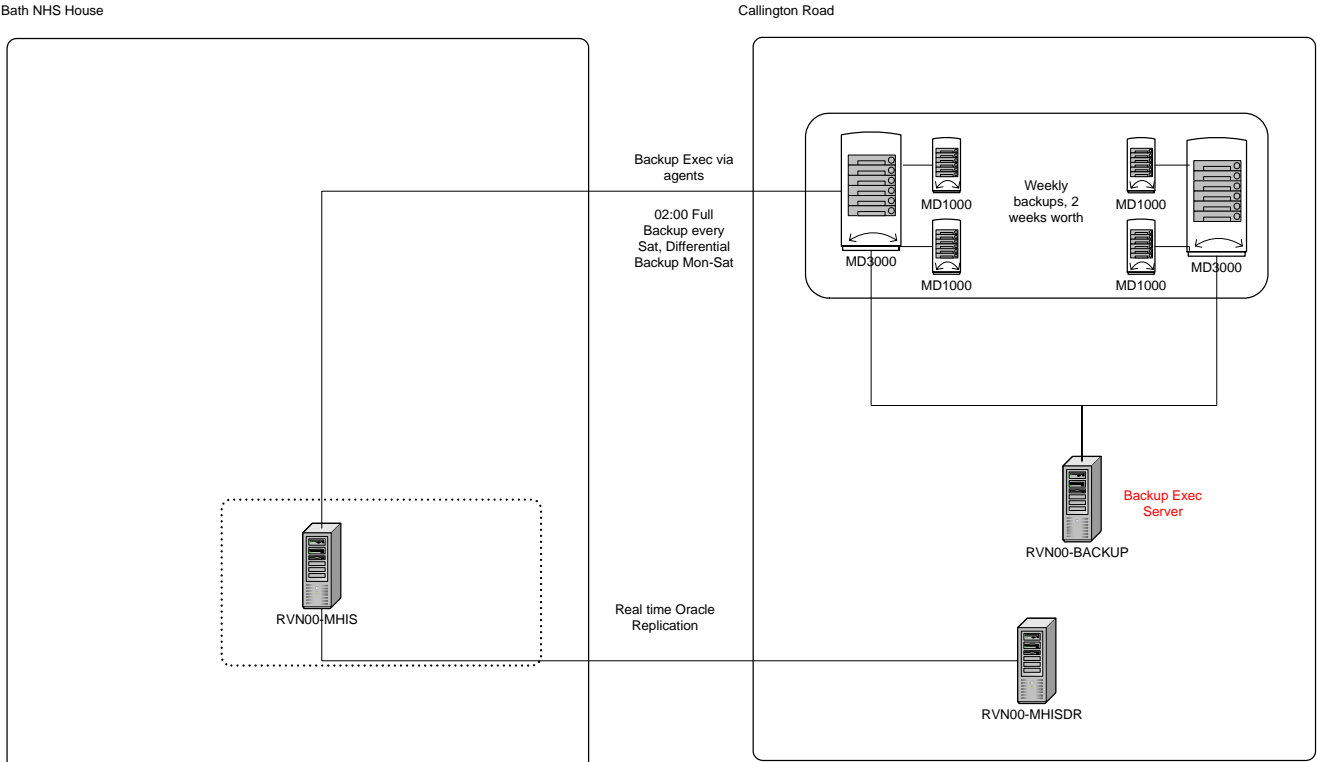 Bath NHS House
Callington Road
Backup Exec via
agents
02:00 Full
Backup every
Sat, Differential
Backup Mon-Sat
MD3000
MD1000
MD1000
Weekly
backups, 2
weeks worth
MD1000
MD1000
MD3000
Backup Exec
Server
RVN00-BACKUP
RVN00-MHIS
Real time Oracle
Replication
RVN00-MHISDR